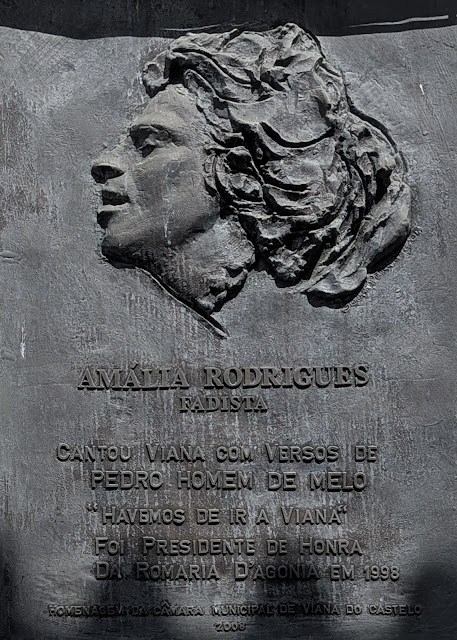 AMÁLIA RODRIGUES
FADISTA
CANTOU VIANA COM VERSOS DE
PEDRO HOMEM DE MELO
"HAVEMOS DE IR A VIANA"
FOI PRESIDENTE DE HONRA
DA ROMARIA D'AGONIA EM 1998
HOMENAGEM DA CÂMARA MUNICIPAL DE VIANA DO CASTELO